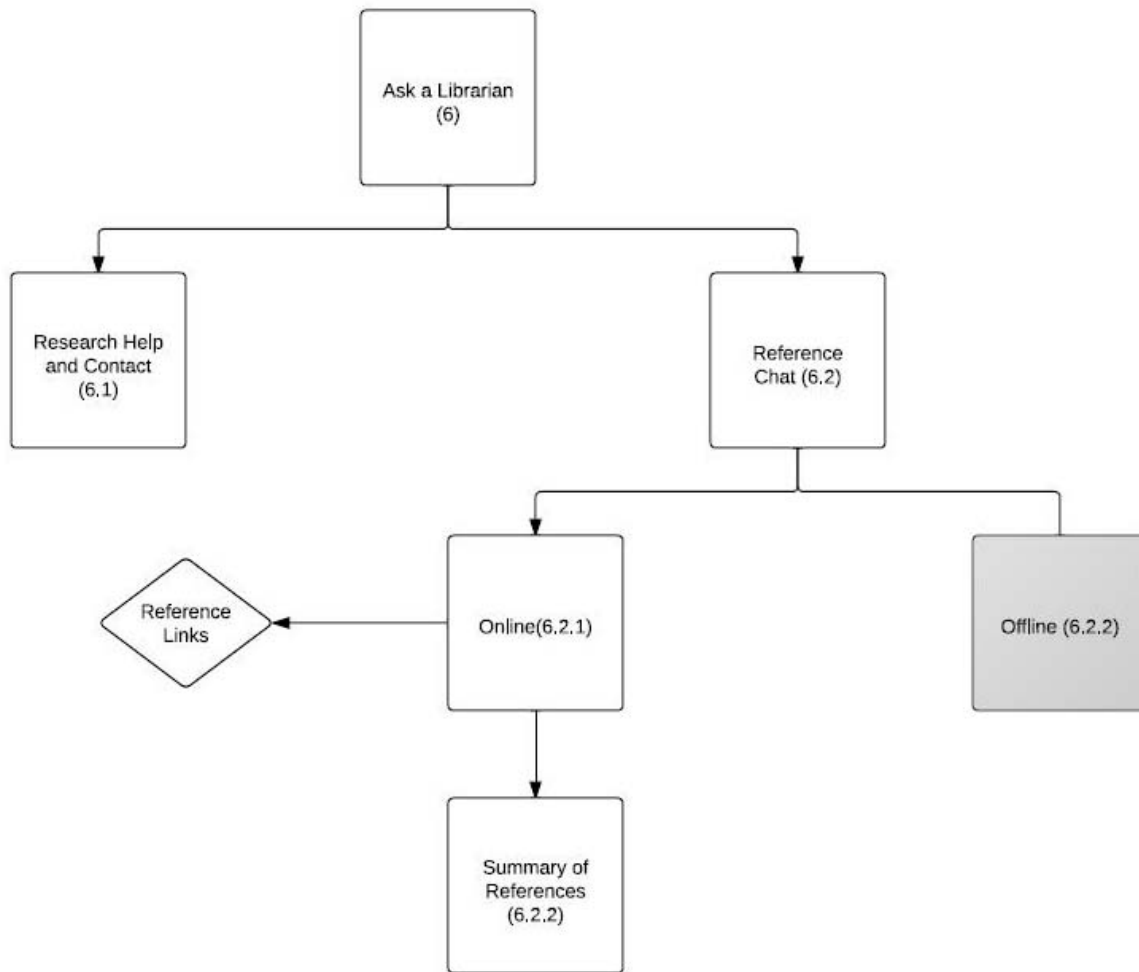 Ask a Librarian
(6)
Research Help
and Contact
(6.1)
Reference
Chat (6.2)
Reference
Links
Online(6.2.1)
Offline (6.2.2)
Summary of
References
(6.2.2)